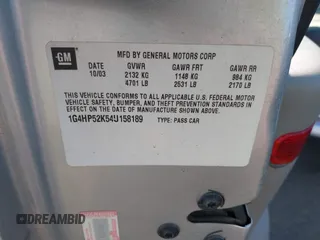 GM
MFD BY GENERAL MOTORS CORP
DATE GVWR GAWR FRT GAWR RR
10/03 2132 KG 1148 KG 984 KG
4701 LB 2531 LB 2170 LB
THIS VEHICLE CONFORMS TO ALL APPLICABLE U.S. FEDERAL MOTOR
VEHICLE SAFETY, BUMPER, AND THEFT PREVENTION STANDARDS
IN EFFECT ON THE DATE OF MANUFACTURE SHOWN ABOVE.
1G4HP52K54U158189 TYPE: PASS CAR
DREAMBID